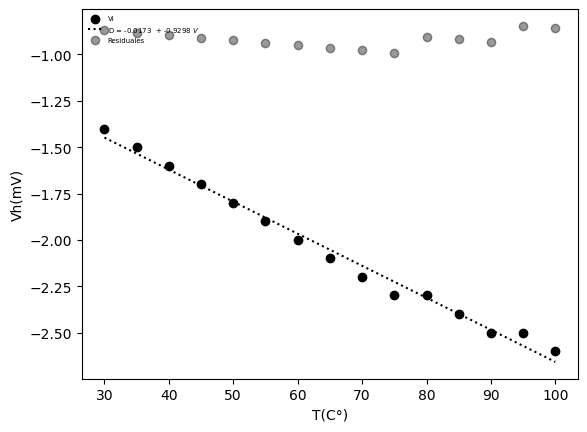 Vi
D = -0.0173 + -0.9298 V
Residuales
−1.00
−1.25
−1.50
−1.75
−2.00
−2.25
−2.50
Vh(mV)
30 40 50 60 70 80 90 100
T(C°)